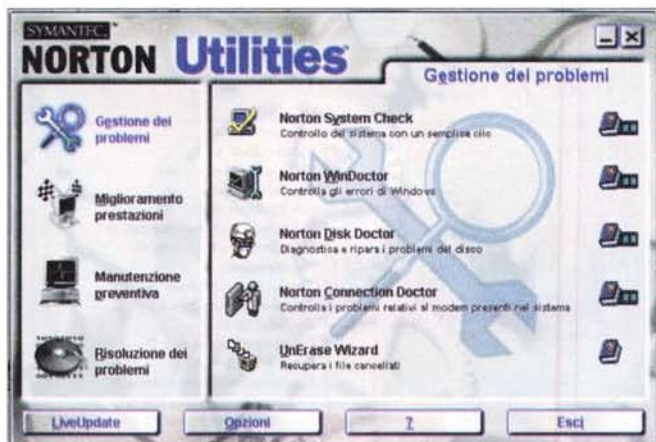 SYMANTEC.
NORTON Utilities
Gestione dei problemi
Gestione dei problemi
Miglioramento prestazioni
Manutenzione preventiva
Risoluzione dei problemi
Norton System Check
Controllo del sistema con un semplice clic
Norton WinDoctor
Controlla gli errori di Windows
Norton Disk Doctor
Diagnostica e ripara i problemi del disco
Norton Connection Doctor
Controlla i problemi relativi ai modem presenti nel sistema
UnErase Wizard
Recupera i file cancellati
LiveUpdate
Opzioni
?
Esci